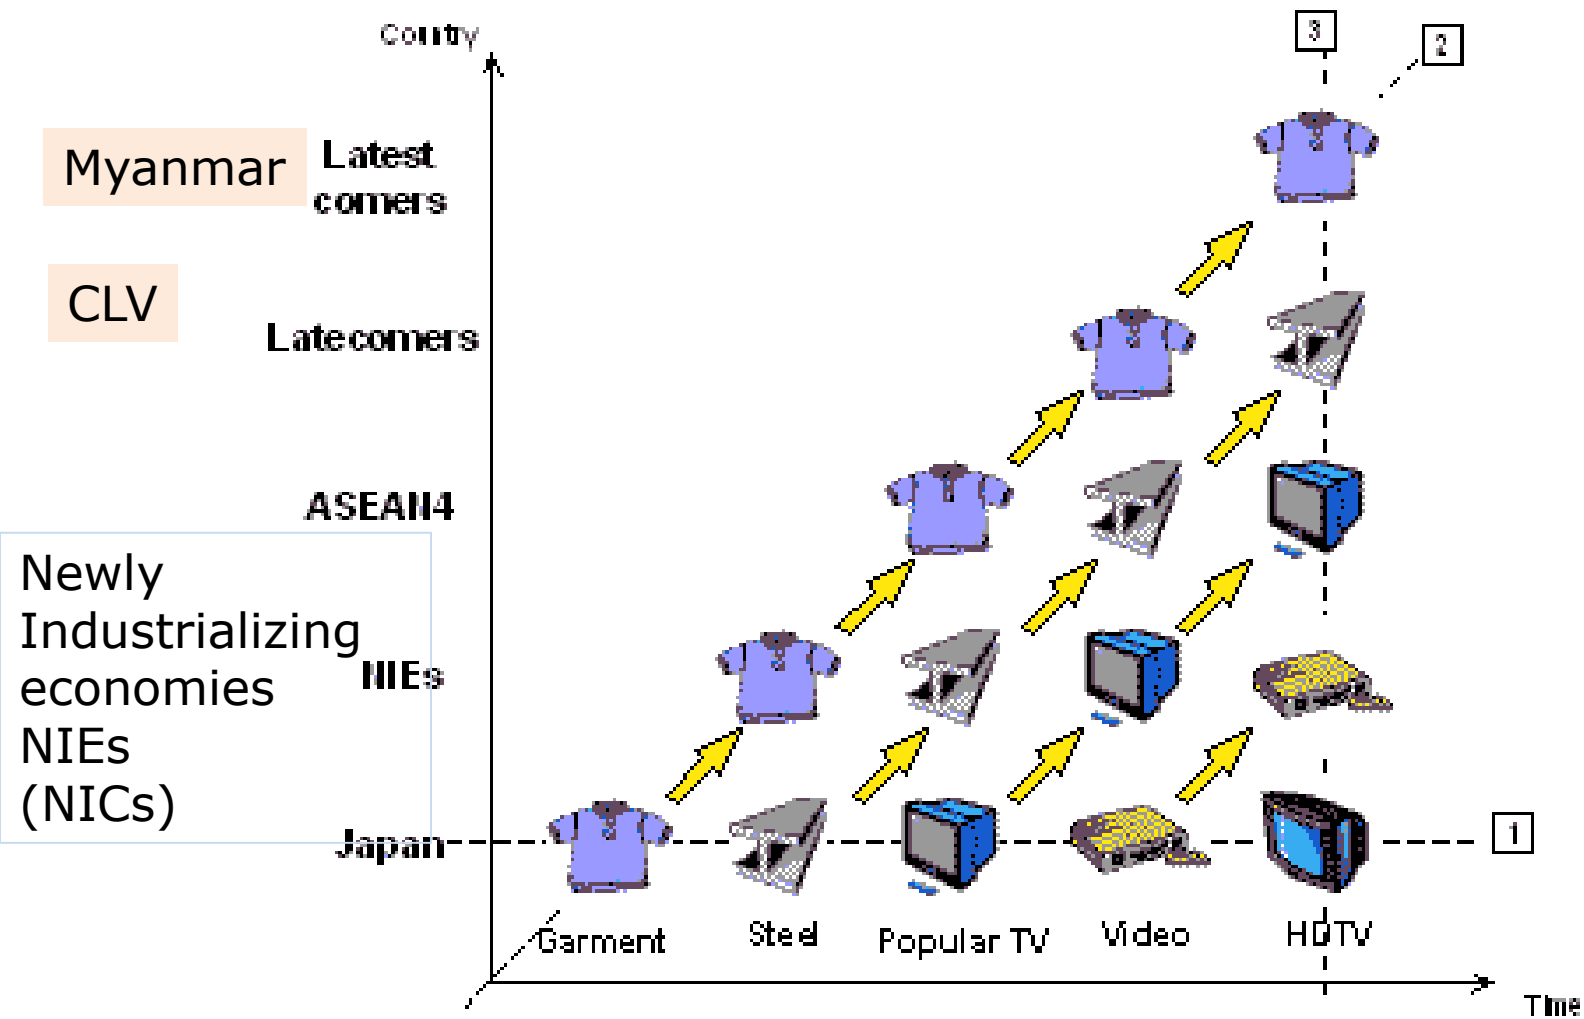 Country
3
2
Myanmar
Latest
comers
CLV
Latecomers
ASEAN4
Newly
Industrializing
economies
NIEs
(NICs)
NIEs
Japan
1
Garment
Steel
Popular TV
Video
HDTV
Time